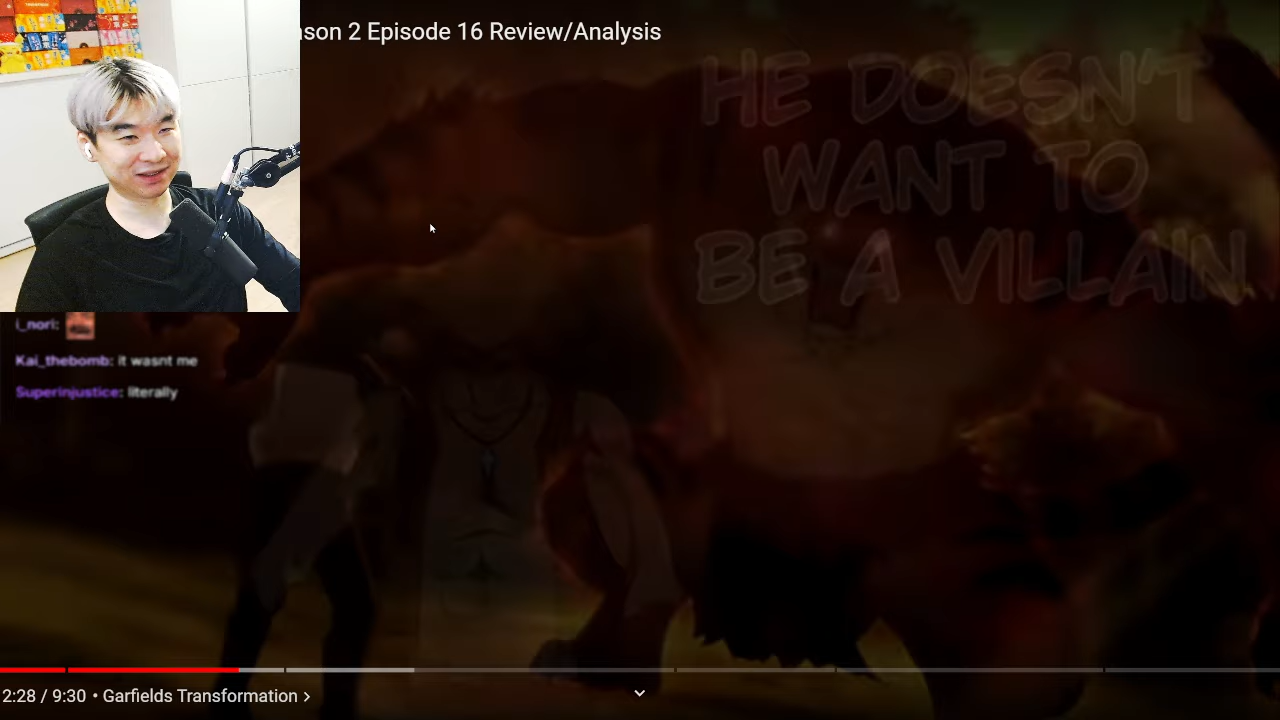 ason 2 Episode 16 Review/Analysis
HE DOESN'T
WANT TO
BE A VILLAIN
i_nori:
Kai_thebomb: it wasnt me
Superinjustice: literally
2:28 / 9:30 • Garfields Transformation >